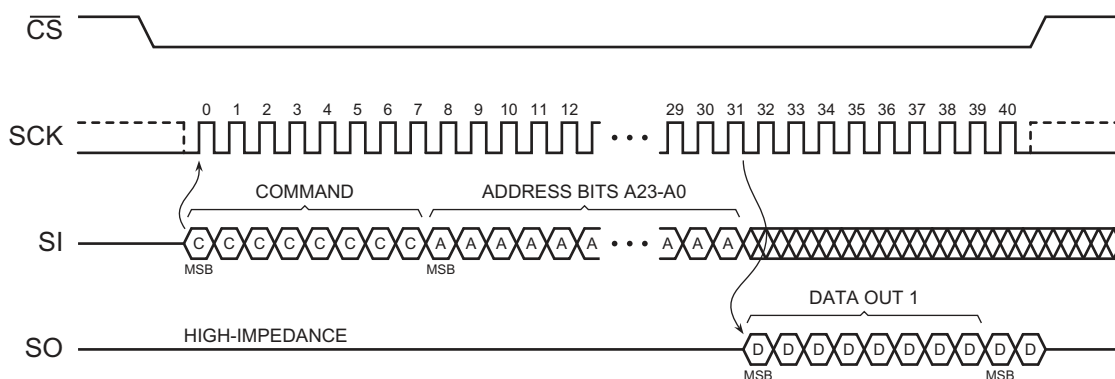 CS
0 1 2 3 4 5 6 7 8 9 10 11 12 29 30 31 32 33 34 35 36 37 38 39 40
SCK
COMMAND ADDRESS BITS A23-A0
SI C C C C C C C C A A A A A A A A A
MSB MSB
DATA OUT 1
HIGH-IMPEDANCE
SO D D D D D D D D D D
MSB MSB